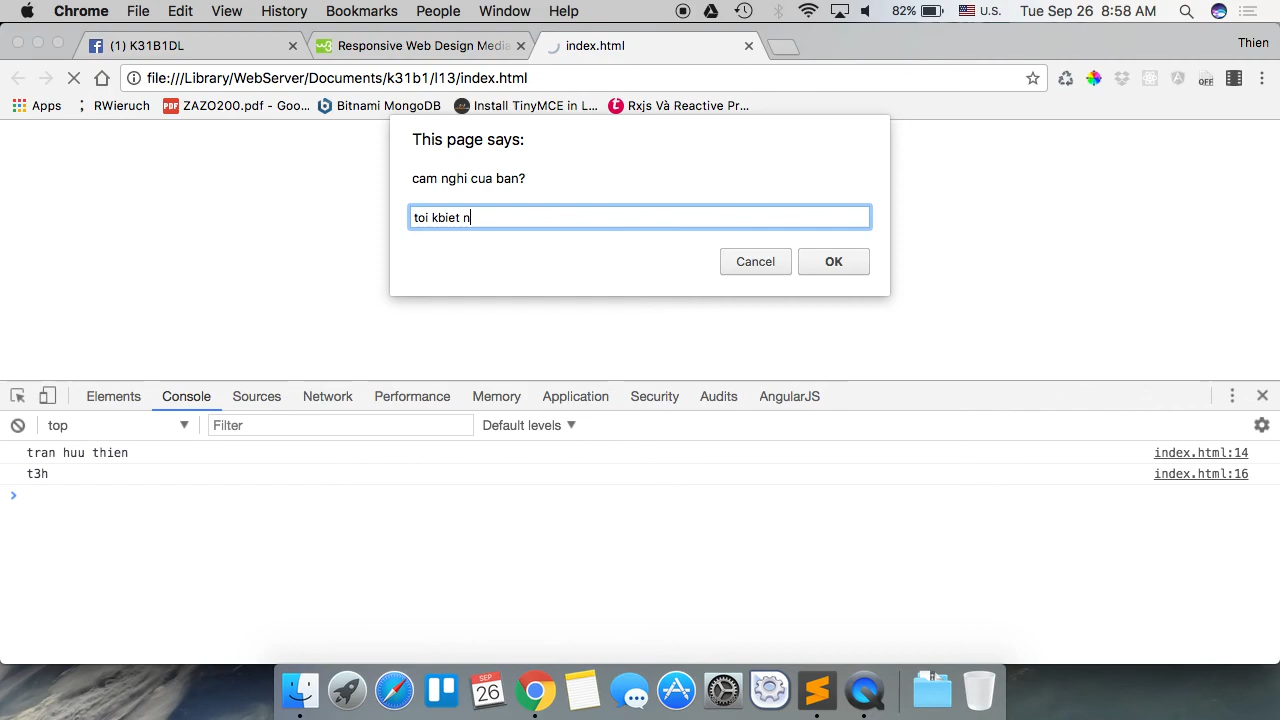 Chrome File Edit View History Bookmarks People Window Help 82% U.S. Tue Sep 26 8:58 AM
(1) K31B1DL Responsive Web Design Media index.html Thien
file:///Library/WebServer/Documents/k31b1/l13/index.html OFF
Apps RWieruch PDF ZAZO200.pdf - Goo... Bitnami MongoDB Install TinyMCE in L... Rxjs Và Reactive Pr...
This page says:
cam nghi cua ban?
toi kbiet n
Cancel OK
Elements Console Sources Network Performance Memory Application Security Audits AngularJS
top Filter Default levels
tran huu thien index.html:14
t3h index.html:16
SEP
26